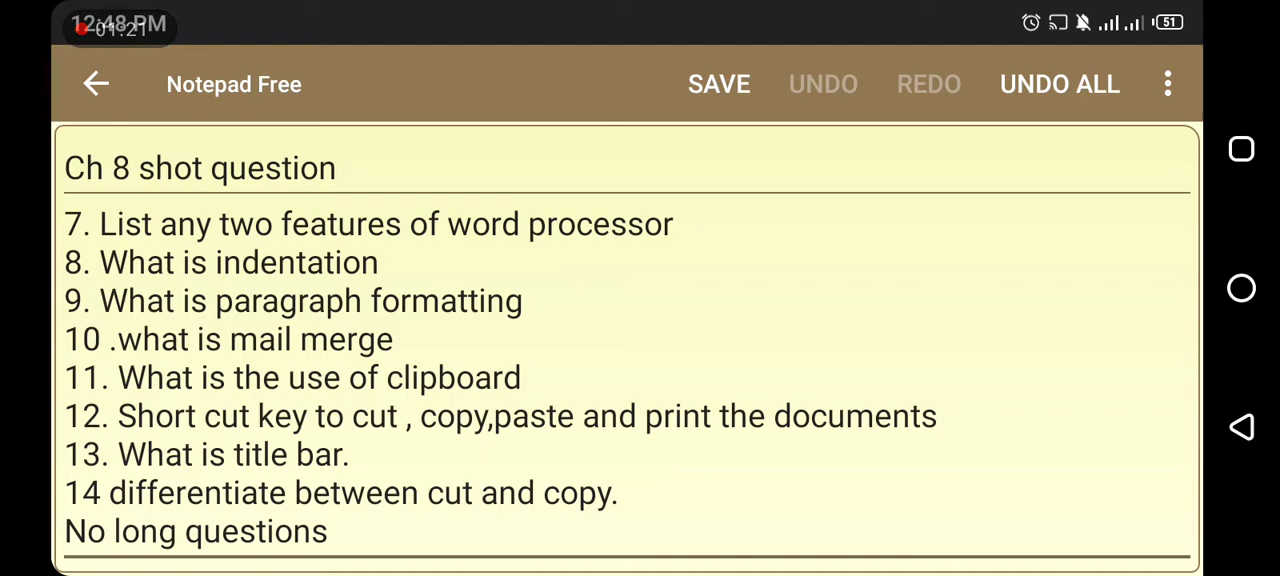 12:48 PM
01:21
51
Notepad Free
SAVE
UNDO
REDO
UNDO ALL
Ch 8 shot question
7. List any two features of word processor
8. What is indentation
9. What is paragraph formatting
10 .what is mail merge
11. What is the use of clipboard
12. Short cut key to cut , copy,paste and print the documents
13. What is title bar.
14 differentiate between cut and copy.
No long questions